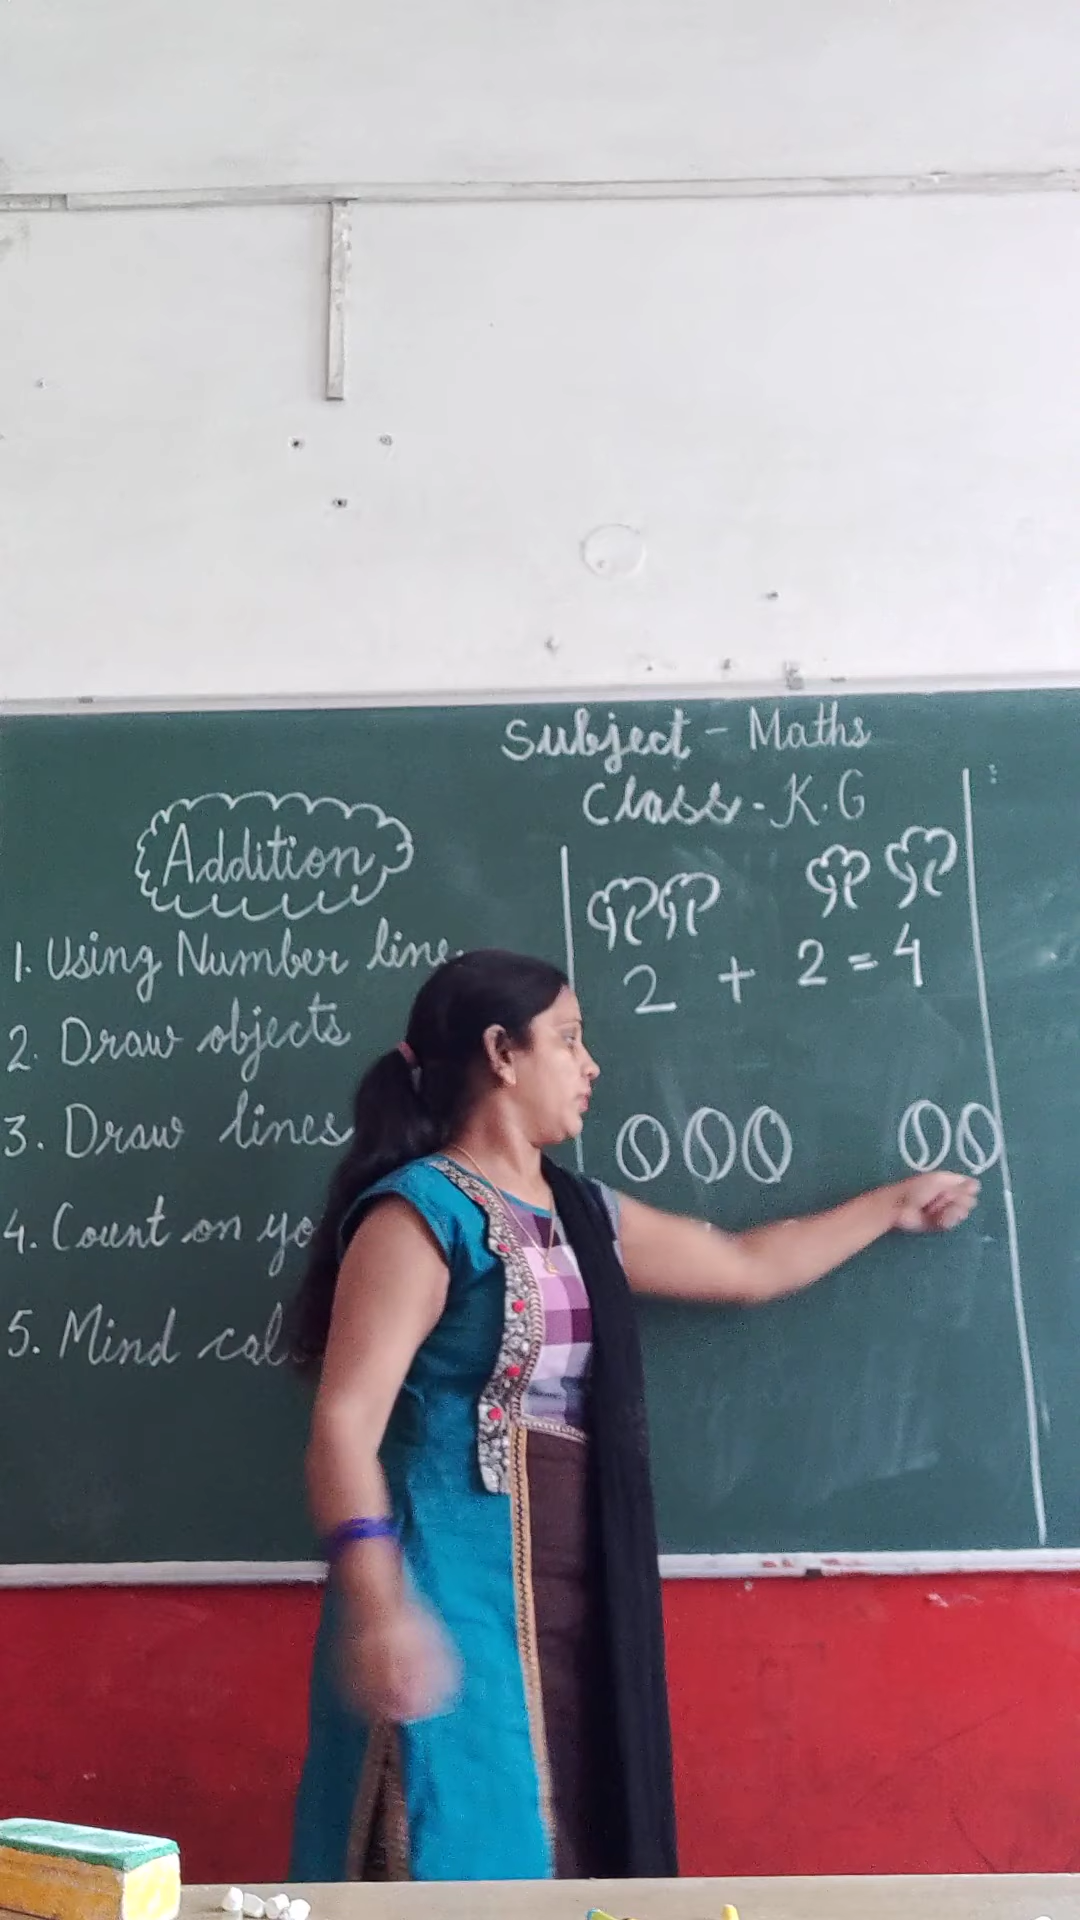 Subject - Maths
Class - K.G
Addition
1. Using Number line.
2. Draw objects
3. Draw lines
4. Count on
5. Mind
2 + 2 = 4